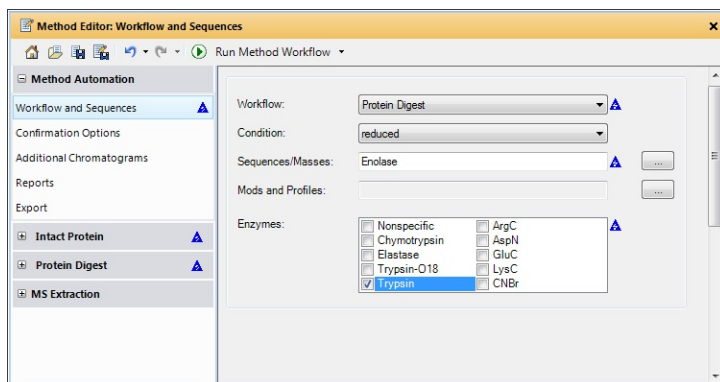 Method Editor: Workflow and Sequences
Run Method Workflow
Method Automation
Workflow and Sequences
Confirmation Options
Additional Chromatograms
Reports
Export
Intact Protein
Protein Digest
MS Extraction
Workflow: Protein Digest
Condition: reduced
Sequences/Masses: Enolase ...
Mods and Profiles: ...
Enzymes:
Nonspecific ArgC
Chymotrypsin AspN
Elastase GluC
Trypsin-O18 LysC
Trypsin CNBr